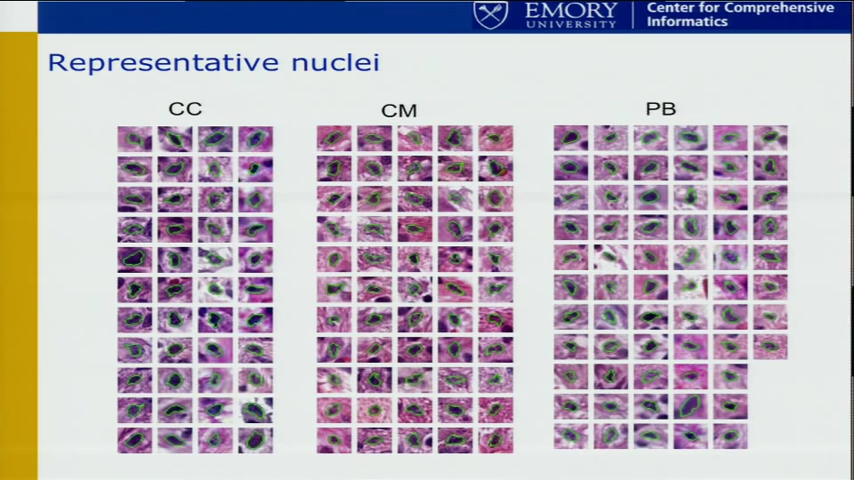 EMORY
UNIVERSITY
Center for Comprehensive
Informatics
Representative nuclei
CC
CM
PB